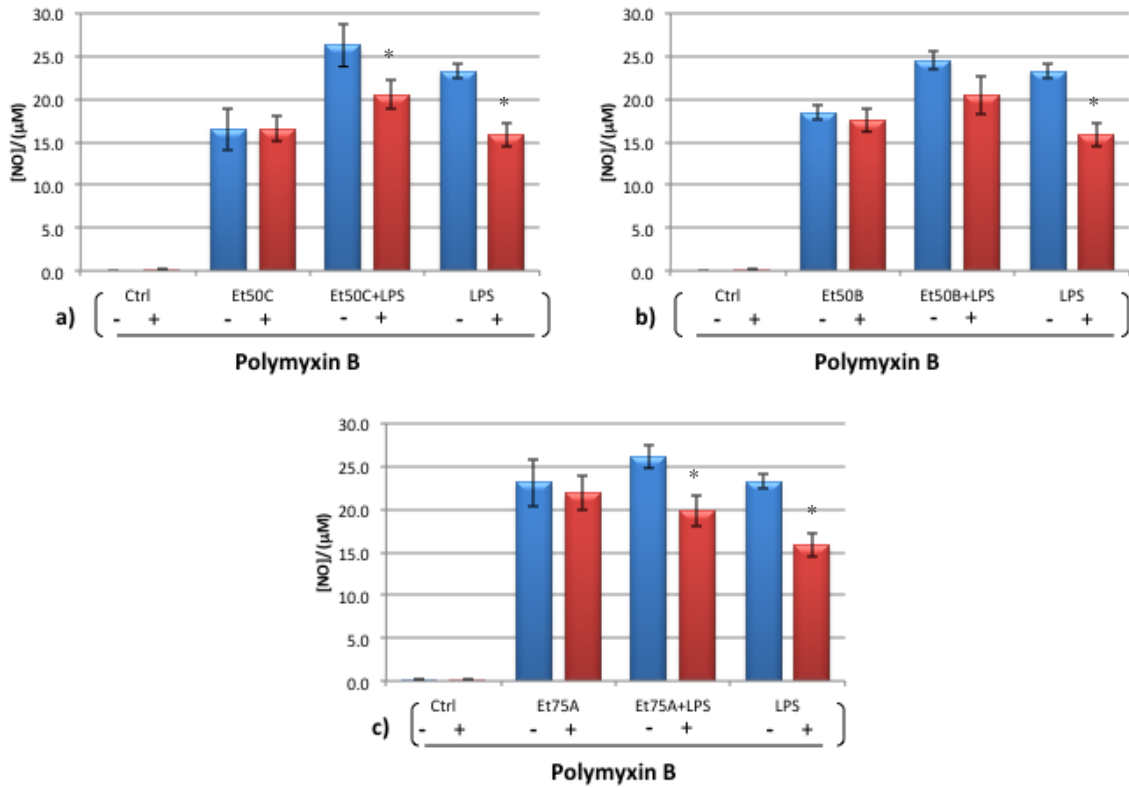 30.0
25.0
20.0
15.0
10.0
5.0
0.0
[NO]/(µM)
*
*
Ctrl Et50C Et50C+LPS LPS
a) - + - + - + - +
Polymyxin B
30.0
25.0
20.0
15.0
10.0
5.0
0.0
[NO]/(µM)
*
Ctrl Et50B Et50B+LPS LPS
b) - + - + - + - +
Polymyxin B
30.0
25.0
20.0
15.0
10.0
5.0
0.0
[NO]/(µM)
*
*
Ctrl Et75A Et75A+LPS LPS
c) - + - + - + - +
Polymyxin B